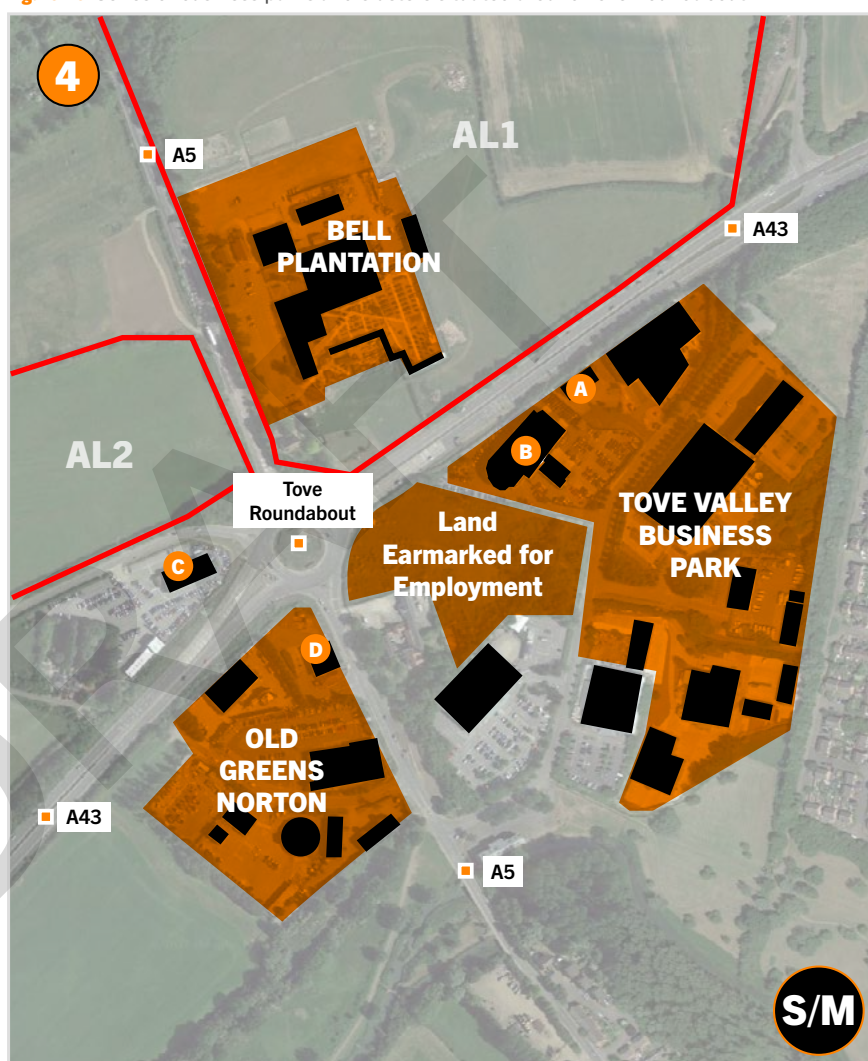 4
A5
AL1
A43
BELL
PLANTATION
A
B
AL2
Tove
Roundabout
Land
Earmarked for
Employment
TOVE VALLEY
BUSINESS
PARK
C
D
OLD
GREENS
NORTON
A43
A5
S/M